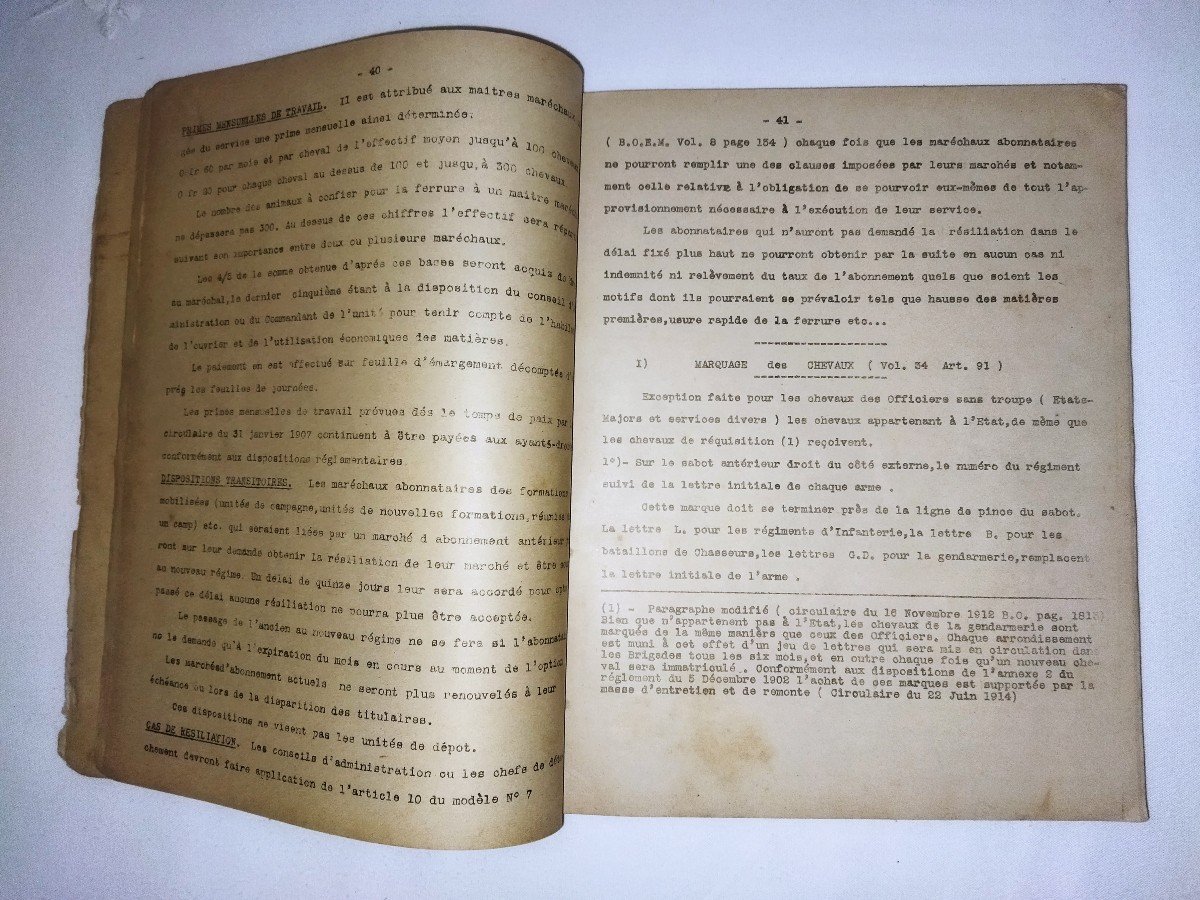 - 40 -
PRIMES MENSUELLES DE TRAVAIL. Il est attribué aux maitres maréchaux
gés du service une prime mensuelle ainsi déterminée:
0 fr 60 par mois et par cheval de l'effectif moyen jusqu'à 100 chevaux
0 fr 30 pour chaque cheval au dessus de 100 et jusqu,à 300 chevaux.
Le nombre des animaux à confier pour la ferrure à un maître maréch
ne dépassera pas 300. Au dessus de ces chiffres l'effectif sera répar
suivant son importance entre deux ou plusieurs maréchaux.
Les 4/5 de la somme obtenue d'après ces bases seront acquis de
au maréchal,le dernier cinquième étant à la disposition du conseil d'
ministration ou du Commandant de l'unité pour tenir compte de l'habile
de l'ouvrier et de l'utilisation économiques des matières.
Le paiement en est effectué sur feuille d'émargement décomptée d'
prés les feuilles de journées.
Les primes mensuelles de travail prévues dés le temps de paix par
circulaire du 31 janvier 1907 continuent à être payées aux ayants-dro
conformément aux dispositions réglementaires.
DISPOSITIONS TRANSITOIRES. Les maréchaux abonnataires des formations
mobilisées (unités de campagne,unités de nouvelles formations,réunies
un camp) etc. qui seraient liées par un marché d abonnement antérieur
ront sur leur demande obtenir la résiliation de leur marché et être
au nouveau régime. Un délai de quinze jours leur sera accordé pour opter
passé ce délai aucune résiliation ne pourra plus être acceptée.
Le passage de l'ancien au nouveau régime ne se fera si l'abonnatai
ne le demande qu'à l'expiration du mois en cours au moment de l'option
Les marchésd'abonnement actuels ne seront plus renouvelés à leur
échéance ou lors de la disparition des titulaires.
Ces dispositions ne visent pas les unités de dépot.
CAS DE RESILIATION. Les conseils d'administration ou les chefs de déta
chement devront faire application de l'article 10 du modèle N° 7
- 41 -
( B.O.E.M. Vol. 8 page 134 ) chaque fois que les maréchaux abonnataires
ne pourront remplir une des clauses imposées par leurs marchés et notam-
ment celle relative à l'obligation de se pourvoir eux-mêmes de tout l'ap-
provisionnement nécessaire à l'exécution de leur service.
Les abonnataires qui n'auront pas demandé la résiliation dans le
délai fixé plus haut ne pourront obtenir par la suite en aucun cas ni
indemnité ni relèvement du taux de l'abonnement quels que soient les
motifs dont ils pourraient se prévaloir tels que hausse des matières
premières,usure rapide de la ferrure etc...
I) MARQUAGE des CHEVAUX ( Vol. 34 Art. 91 )
Exception faite pour les chevaux des Officiers sans troupe ( Etats-
Majors et services divers ) les chevaux appartenant à l'Etat,de même que
les chevaux de réquisition (1) reçoivent.
1°)- Sur le sabot antérieur droit du côté externe,le numéro du régiment
suivi de la lettre initiale de chaque arme .
Cette marque doit se terminer près de la ligne de pince du sabot.
La lettre L. pour les régiments d'Infanterie,la lettre B. pour les
bataillons de Chasseurs,les lettres G.D. pour la gendarmerie,remplacent
la lettre initiale de l'arme .
(1) - Paragraphe modifié ( circulaire du 16 Novembre 1912 B.O. pag.
Bien que n'appartenent pas à l'Etat,les chevaux de la gendarmerie sont
marqués de la même manière que ceux des Officiers. Chaque arrondissement
est muni à cet effet d'un jeu de lettres qui sera mis en circulation dans
les Brigades tous les six mois,et en outre chaque fois qu'un nouveau che-
val sera immatriculé . Conformément aux dispositions de l'annexe 2 du
réglement du 5 Décembre 1902 l'achat de ces marques est supportée par la
masse d'entretien et de remonte ( Circulaire du 22 Juin 1914)